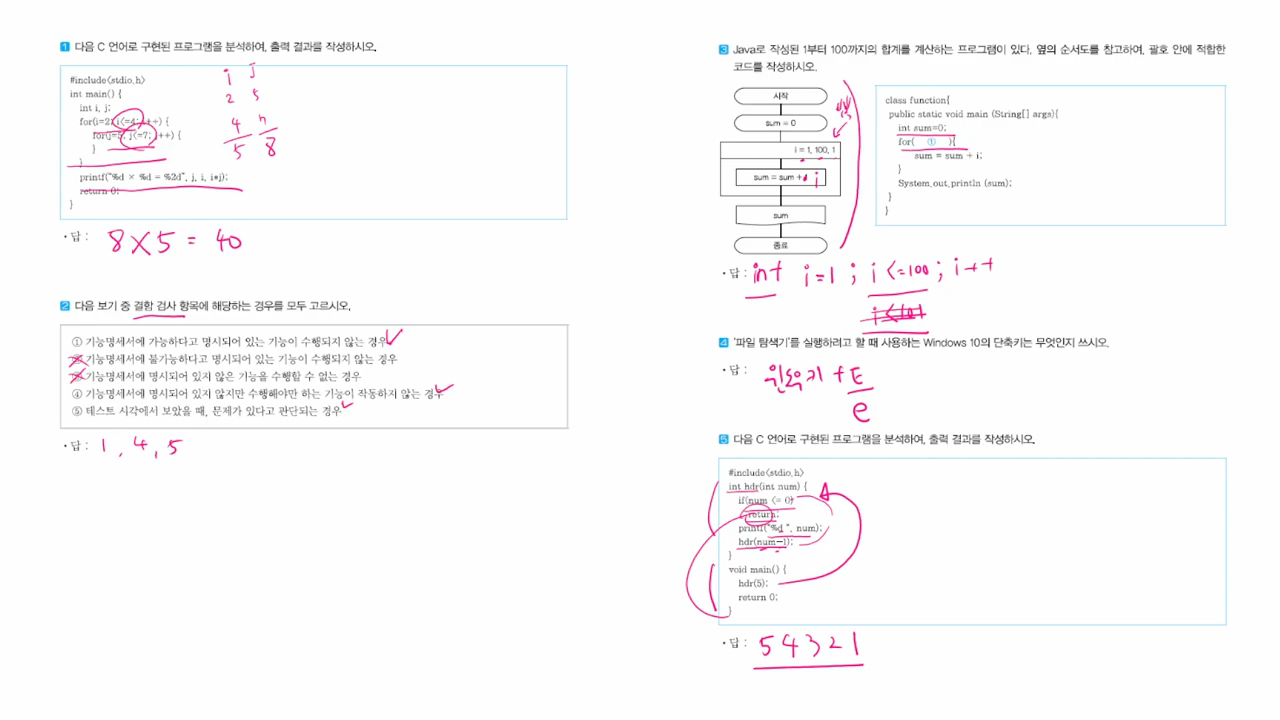 1 다음 C 언어로 구현된 프로그램을 분석하여, 출력 결과를 작성하시오.
#include<stdio.h>
int main() {
int i, j;
for(i=2; i<=4; i++) {
for(j=5; j<=7; j++) {
}
}
printf("%d × %d = %2d", j, i, i*j);
return 0;
}
i j
2 5
4
5 8
• 답 : 8 × 5 = 40
2 다음 보기 중 결함 검사 항목에 해당하는 경우를 모두 고르시오.
① 기능명세서에 가능하다고 명시되어 있는 기능이 수행되지 않는 경우
② 기능명세서에 불가능하다고 명시되어 있는 기능이 수행되지 않는 경우
③ 기능명세서에 명시되어 있지 않은 기능을 수행할 수 없는 경우
④ 기능명세서에 명시되어 있지 않지만 수행해야만 하는 기능이 작동하지 않는 경우
⑤ 테스트 시각에서 보았을 때, 문제가 있다고 판단되는 경우
• 답 : 1, 4, 5
3 Java로 작성된 1부터 100까지의 합계를 계산하는 프로그램이 있다. 옆의 순서도를 참고하여, 괄호 안에 적합한
코드를 작성하시오.
시작
sum = 0
i = 1, 100, 1
sum = sum + i
sum
종료
class function{
public static void main (String[] args){
int sum=0;
for( ① ){
sum = sum + i;
}
System.out.println (sum);
}
}
• 답 : int i=1; i<=100; i++
i<101
4 '파일 탐색기'를 실행하려고 할 때 사용하는 Windows 10의 단축키는 무엇인지 쓰시오.
• 답 : 윈도키 + E
e
5 다음 C 언어로 구현된 프로그램을 분석하여, 출력 결과를 작성하시오.
#include<stdio.h>
int hdr(int num) {
if(num <= 0)
return;
printf("%d ", num);
hdr(num-1);
}
void main() {
hdr(5);
return 0;
}
• 답 : 5 4 3 2 1